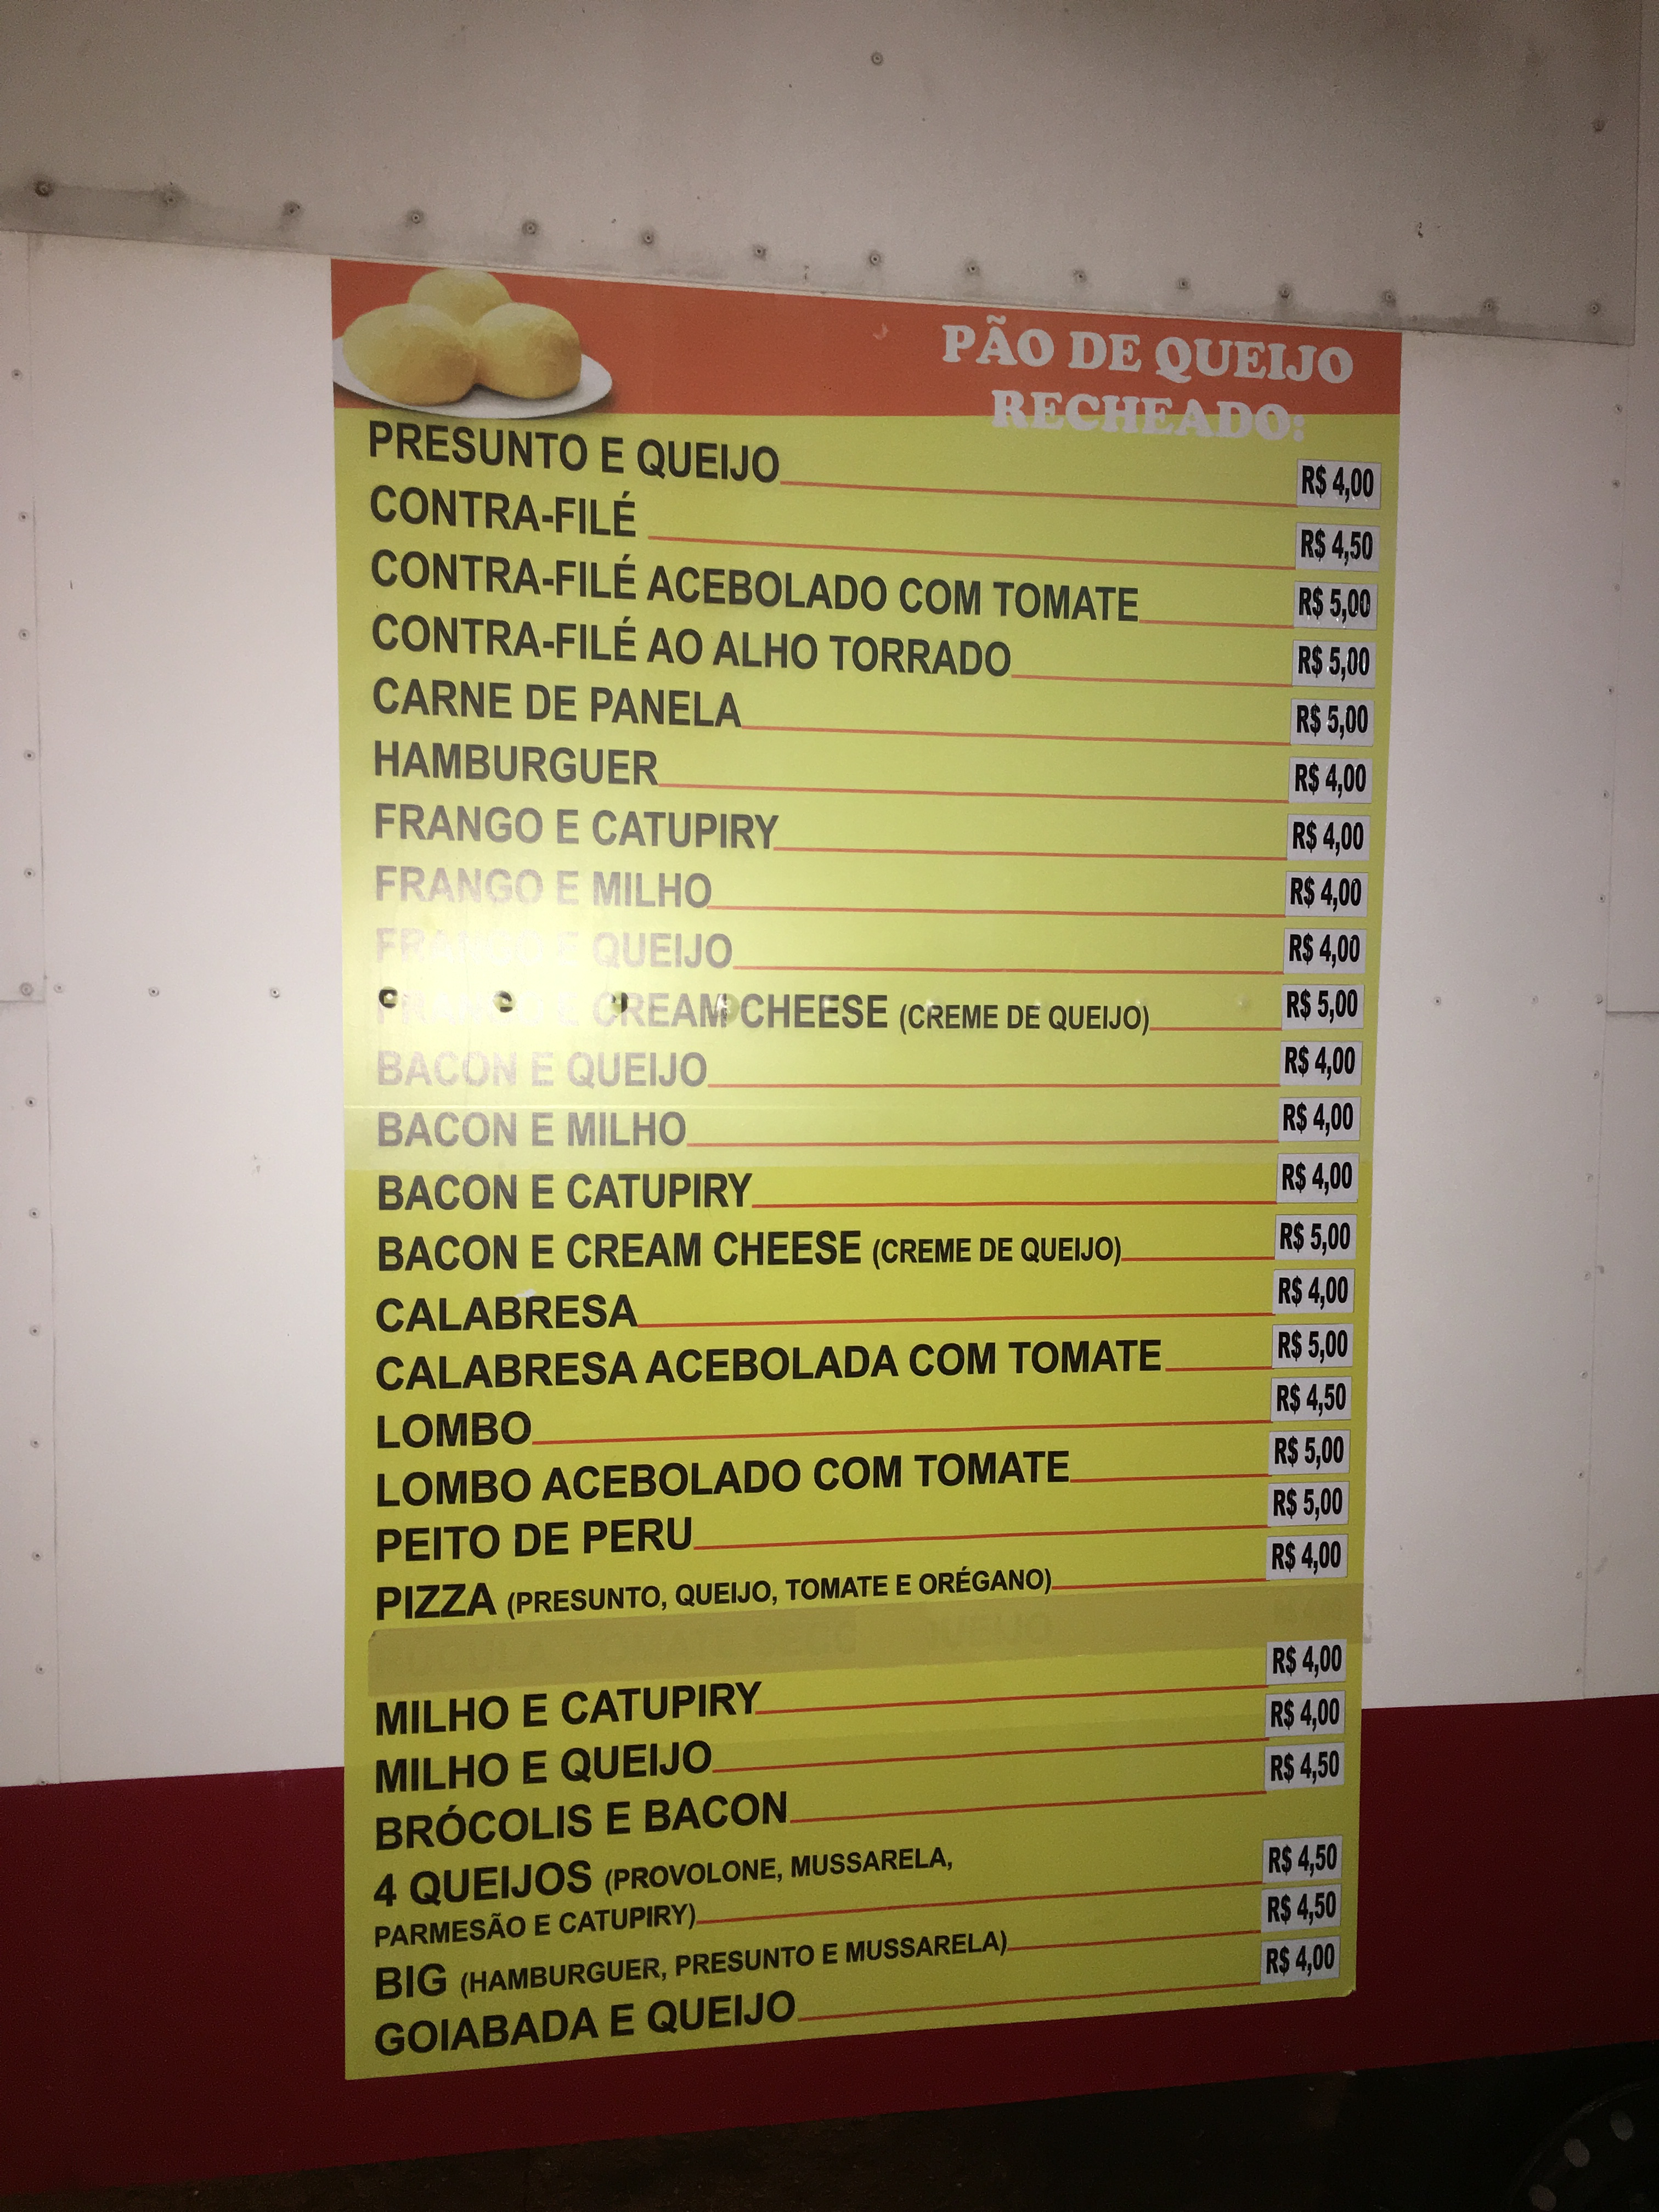 PÃO DE QUEIJO
RECHEADO:
PRESUNTO E QUEIJO R$ 4,00
CONTRA-FILÉ R$ 4,50
CONTRA-FILÉ ACEBOLADO COM TOMATE R$ 5,00
CONTRA-FILÉ AO ALHO TORRADO R$ 5,00
CARNE DE PANELA R$ 5,00
HAMBURGUER R$ 4,00
FRANGO E CATUPIRY R$ 4,00
FRANGO E MILHO R$ 4,00
FRANGO E QUEIJO R$ 4,00
FRANGO E CREAM CHEESE (CREME DE QUEIJO) R$ 5,00
BACON E QUEIJO R$ 4,00
BACON E MILHO R$ 4,00
BACON E CATUPIRY R$ 4,00
BACON E CREAM CHEESE (CREME DE QUEIJO) R$ 5,00
CALABRESA R$ 4,00
CALABRESA ACEBOLADA COM TOMATE R$ 5,00
LOMBO R$ 4,50
LOMBO ACEBOLADO COM TOMATE R$ 5,00
PEITO DE PERU R$ 5,00
PIZZA (PRESUNTO, QUEIJO, TOMATE E ORÉGANO) R$ 4,00
MILHO E CATUPIRY R$ 4,00
MILHO E QUEIJO R$ 4,00
BRÓCOLIS E BACON R$ 4,50
4 QUEIJOS (PROVOLONE, MUSSARELA,
PARMESÃO E CATUPIRY) R$ 4,50
BIG (HAMBURGUER, PRESUNTO E MUSSARELA) R$ 4,50
GOIABADA E QUEIJO R$ 4,00